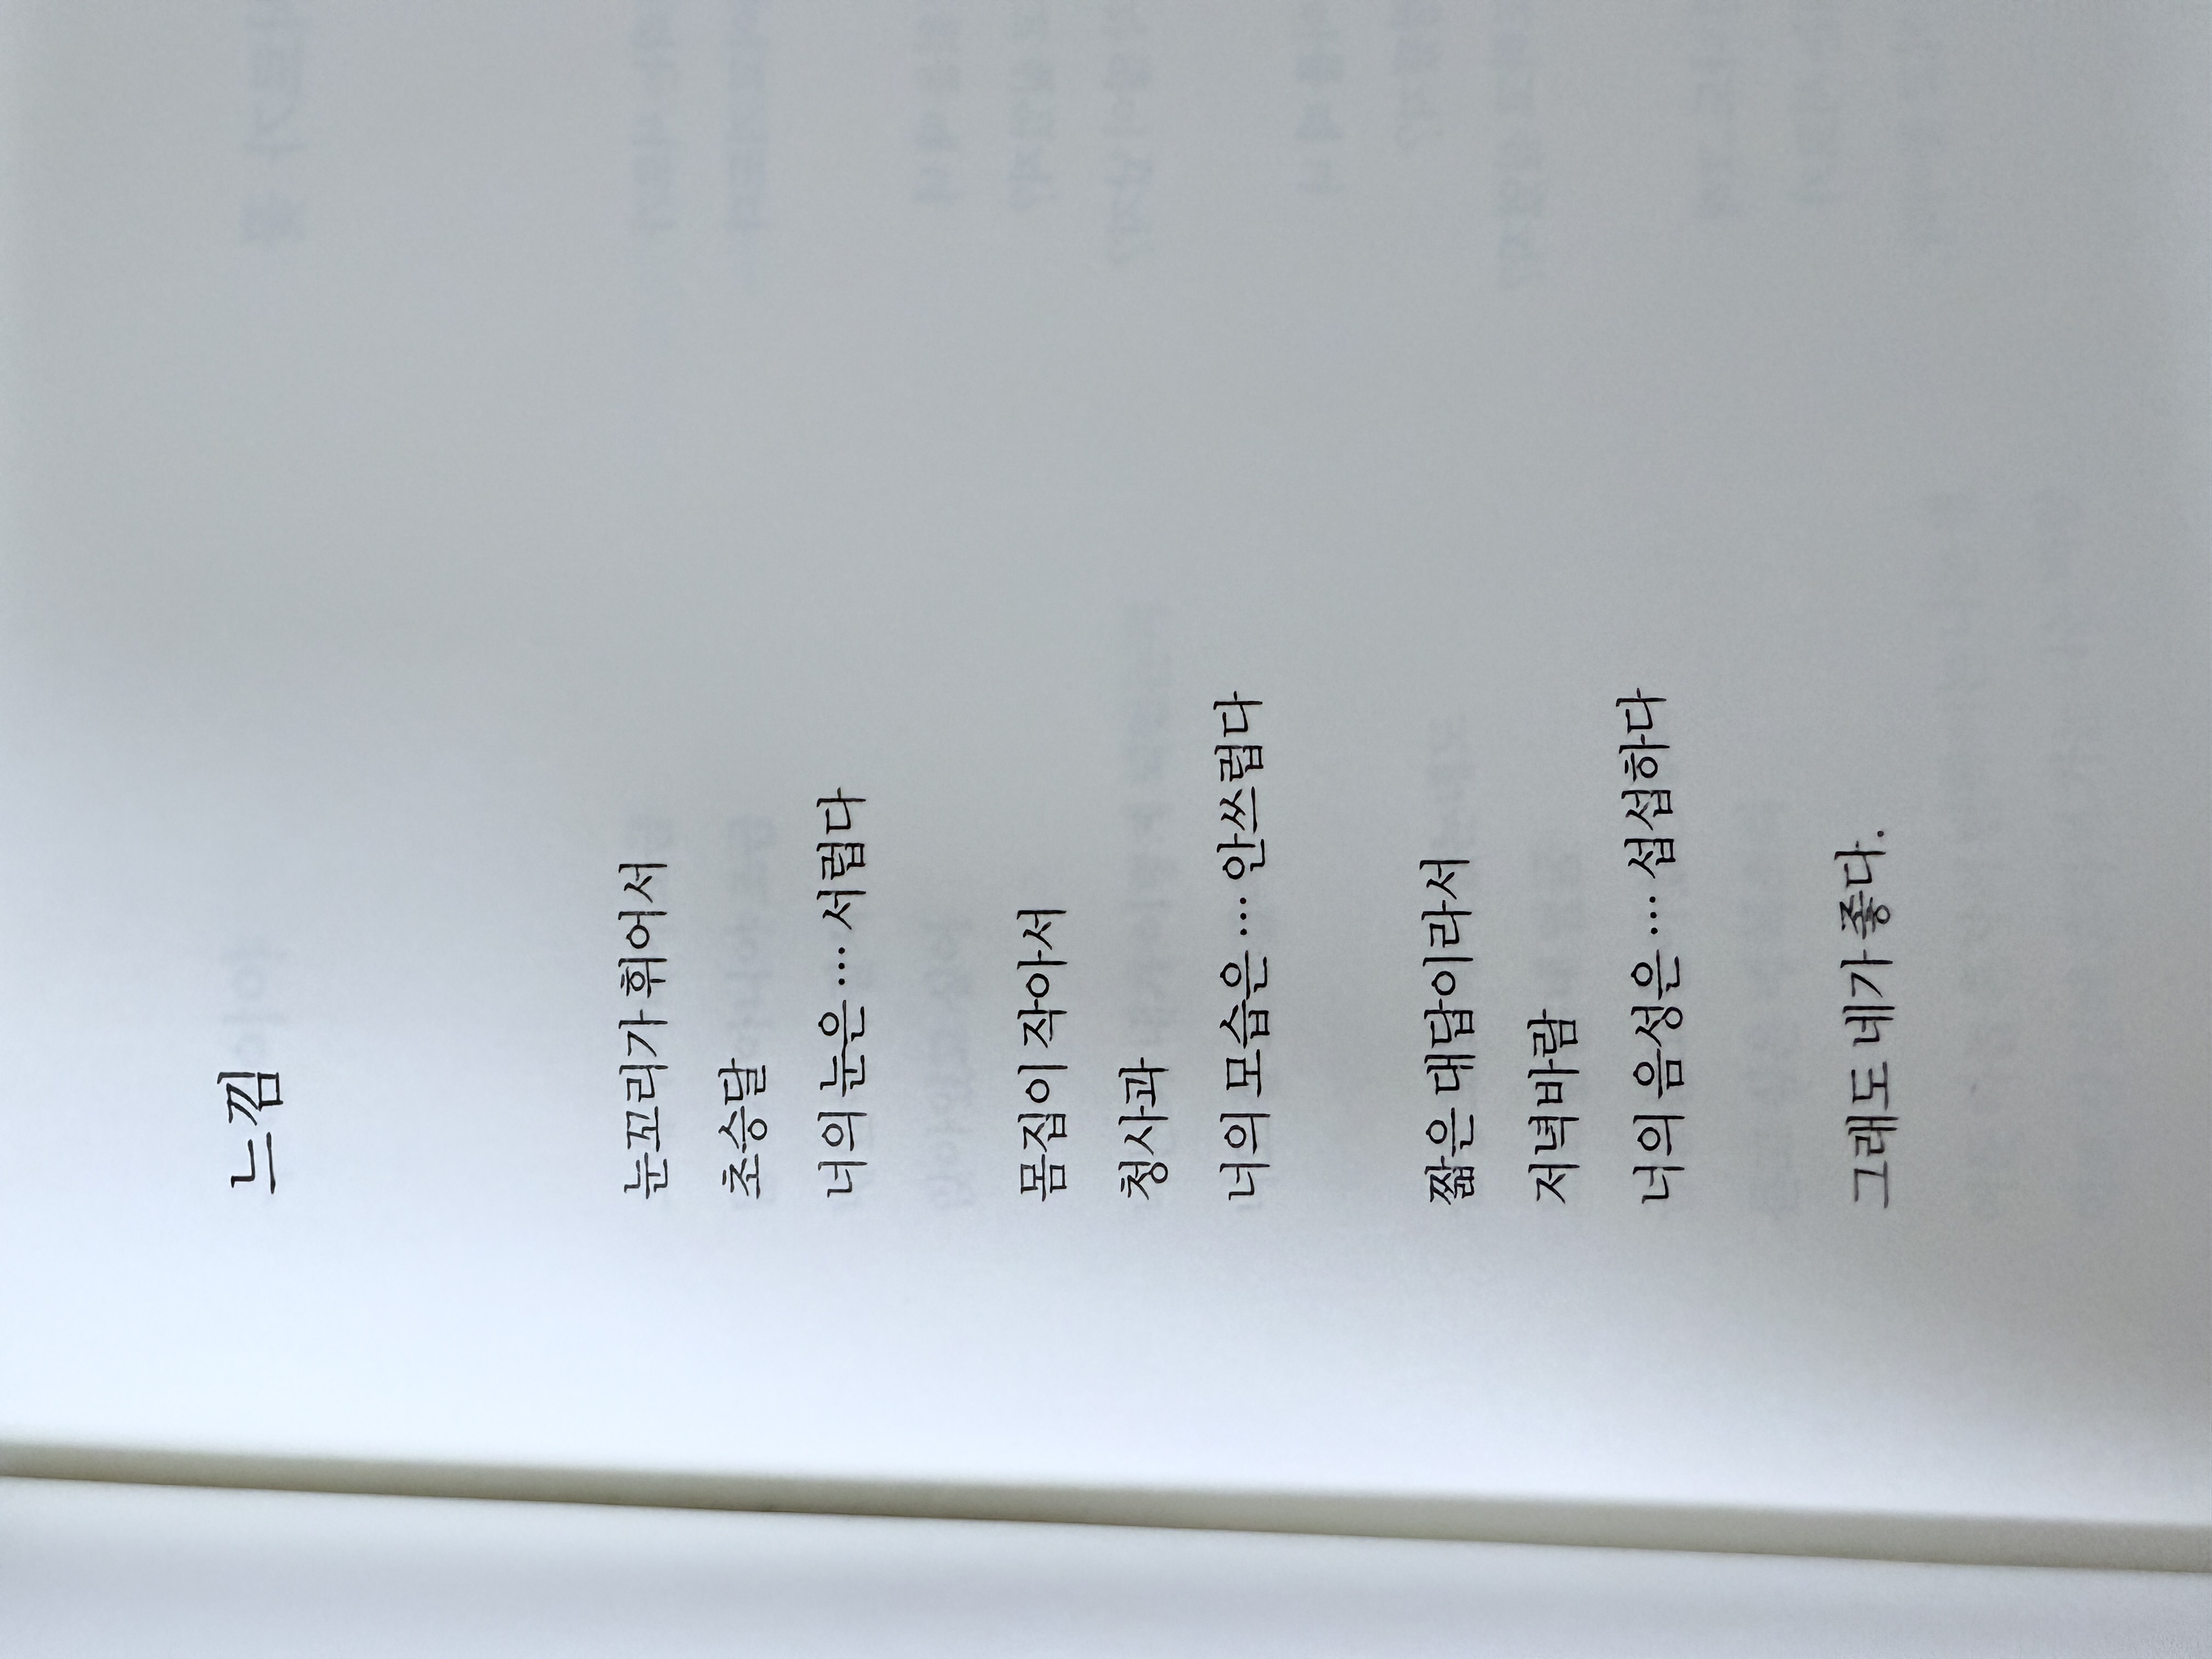 느낌
눈꼬리가 휘어서
초승달
너의 눈은 … 서럽다
몸집이 작아서
청사과
너의 모습은 … 안쓰럽다
짧은 대답이라서
저녁바람
너의 음성은 … 섭섭하다
그래도 네가 좋다.